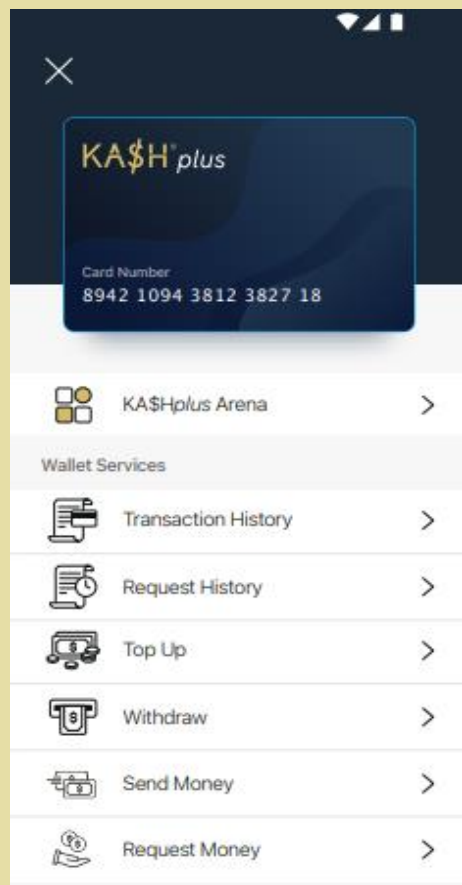 KA$H® plus
Card Number
8942 1094 3812 3827 18
KA$Hplus Arena
Wallet Services
Transaction History
Request History
Top Up
Withdraw
Send Money
Request Money